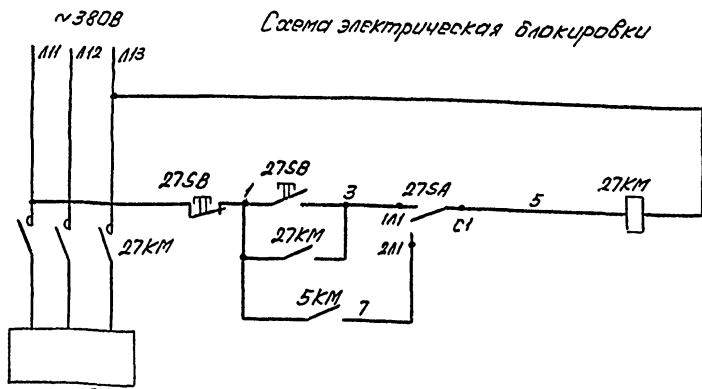 ~380В
Схема электрическая блокировки
Л11 Л12 Л13
27SB
27SB
27SA
27КМ
1
3
1Л1
С1
5
27КМ
27КМ
2Л1
5КМ
7